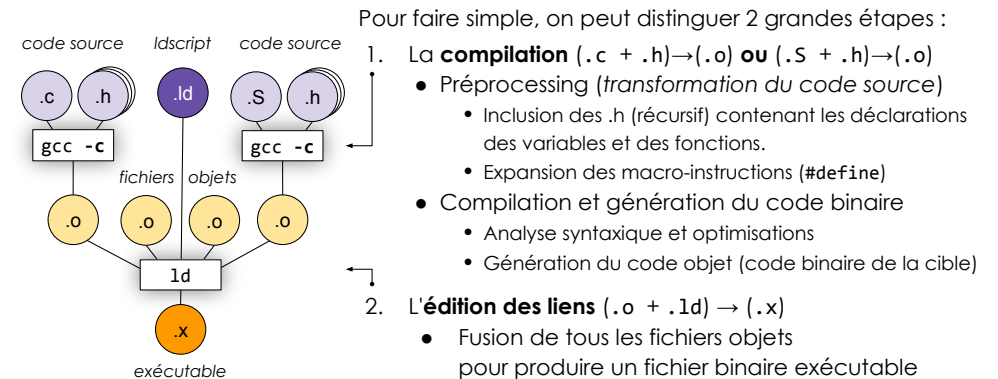 Pour faire simple, on peut distinguer 2 grandes étapes :
code source
ldscript
code source
.c
.h
.ld
.S
.h
gcc -c
gcc -c
fichiers objets
.o
.o
.o
.o
ld
.x
exécutable
1. La compilation (.c + .h)→(.o) ou (.S + .h)→(.o)
● Préprocessing (transformation du code source)
• Inclusion des .h (récursif) contenant les déclarations
des variables et des fonctions.
• Expansion des macro-instructions (#define)
● Compilation et génération du code binaire
• Analyse syntaxique et optimisations
• Génération du code objet (code binaire de la cible)
2. L'édition des liens (.o + .ld) → (.x)
● Fusion de tous les fichiers objets
pour produire un fichier binaire exécutable